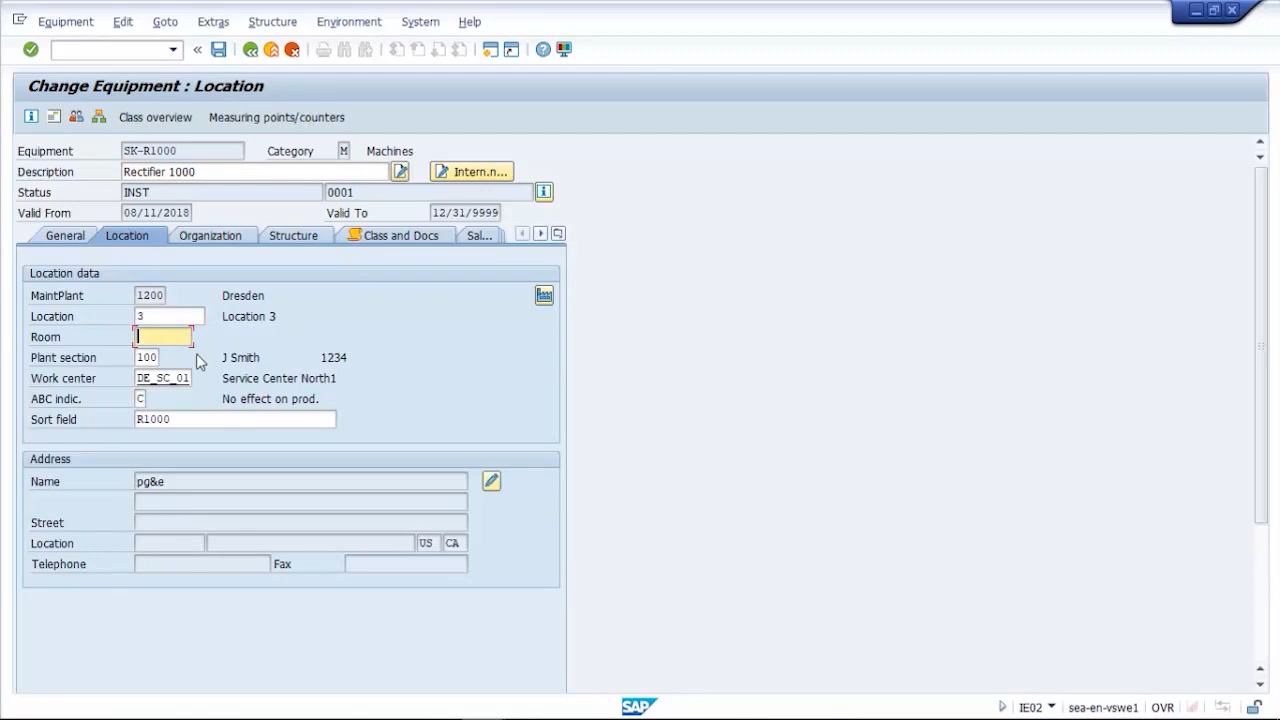 Equipment Edit Goto Extras Structure Environment System Help
Change Equipment : Location
Class overview Measuring points/counters
Equipment SK-R1000 Category M Machines
Description Rectifier 1000 Intern.n...
Status INST 0001
Valid From 08/11/2018 Valid To 12/31/9999
General Location Organization Structure Class and Docs Sal...
Location data
MaintPlant 1200 Dresden
Location 3 Location 3
Room
Plant section 100 J Smith 1234
Work center DE_SC_01 Service Center North1
ABC indic. C No effect on prod.
Sort field R1000
Address
Name pg&e
Street
Location US CA
Telephone Fax
SAP IE02 sea-en-vswe1 OVR